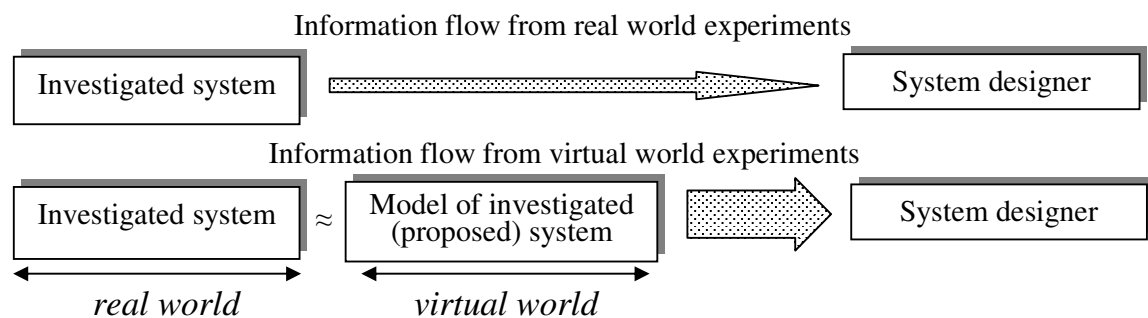 Information flow from real world experiments
Investigated system
System designer
Information flow from virtual world experiments
Investigated system
≈
Model of investigated
(proposed) system
System designer
real world
virtual world